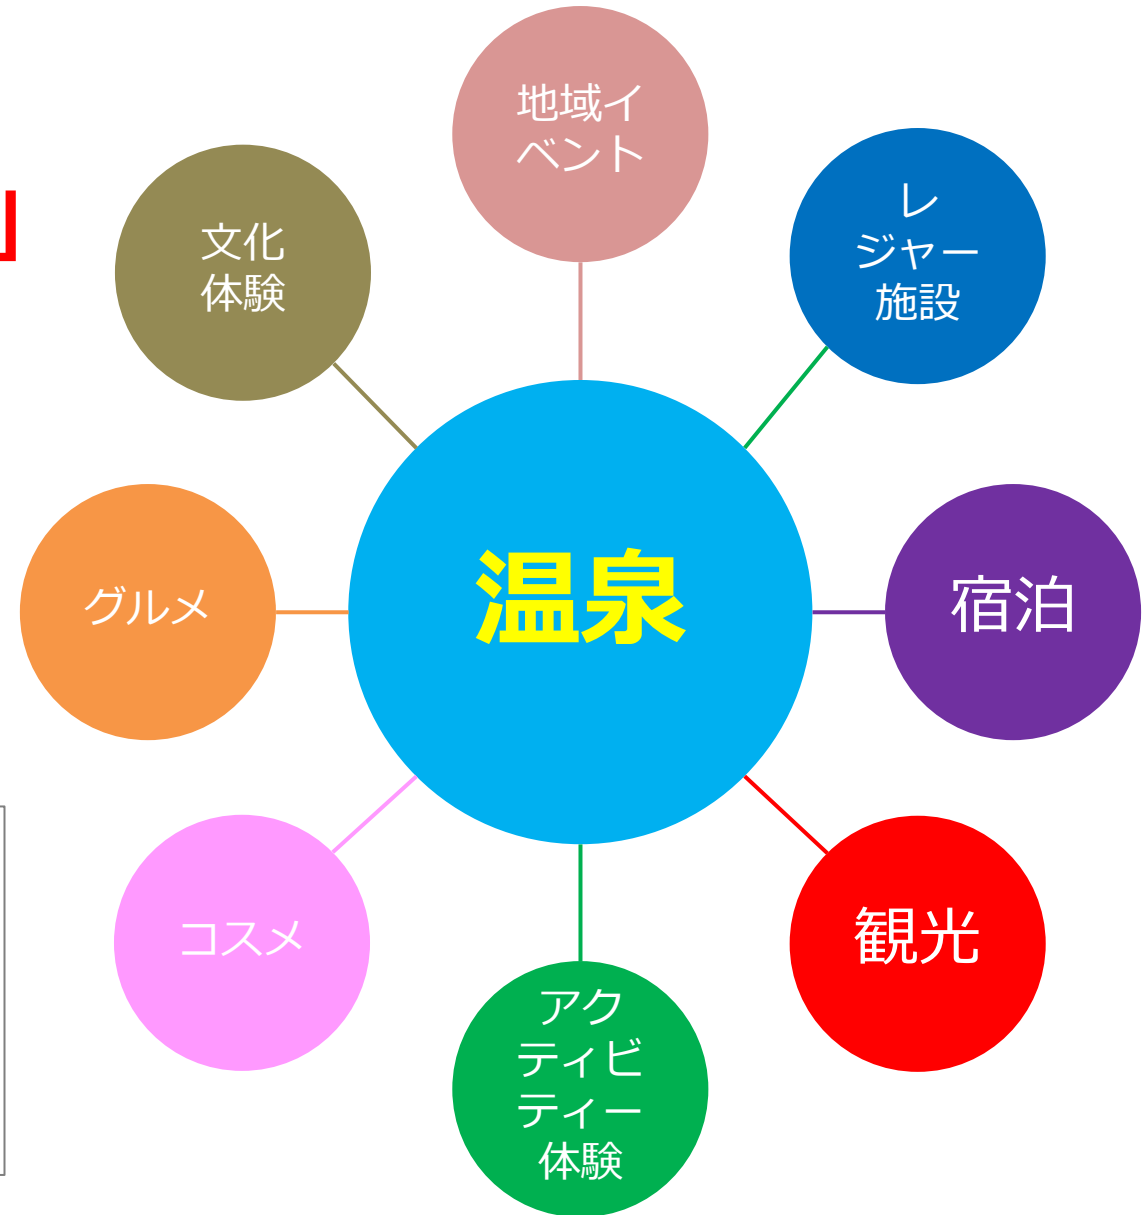 地域イ
ベント
レ
ジャー
施設
」
文化
体験
温泉
宿泊
グルメ
コスメ
観光
アク
ティビ
ティー
体験